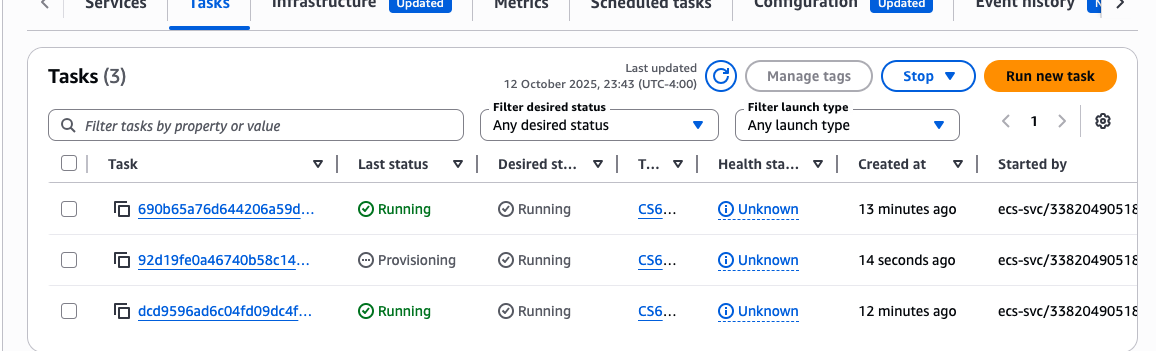 Services Tasks Infrastructure Updated Metrics Scheduled tasks Configuration Updated Event history
Tasks (3)
Last updated
12 October 2025, 23:43 (UTC-4:00)
Manage tags Stop Run new task
Filter tasks by property or value
Filter desired status
Any desired status
Filter launch type
Any launch type
1
Task Last status Desired st... T... Health sta... Created at Started by
690b65a76d644206a59d... Running Running CS6... Unknown 13 minutes ago ecs-svc/33820490518
92d19fe0a46740b58c14... Provisioning Running CS6... Unknown 14 seconds ago ecs-svc/33820490518
dcd9596ad6c04fd09dc4f... Running Running CS6... Unknown 12 minutes ago ecs-svc/33820490518